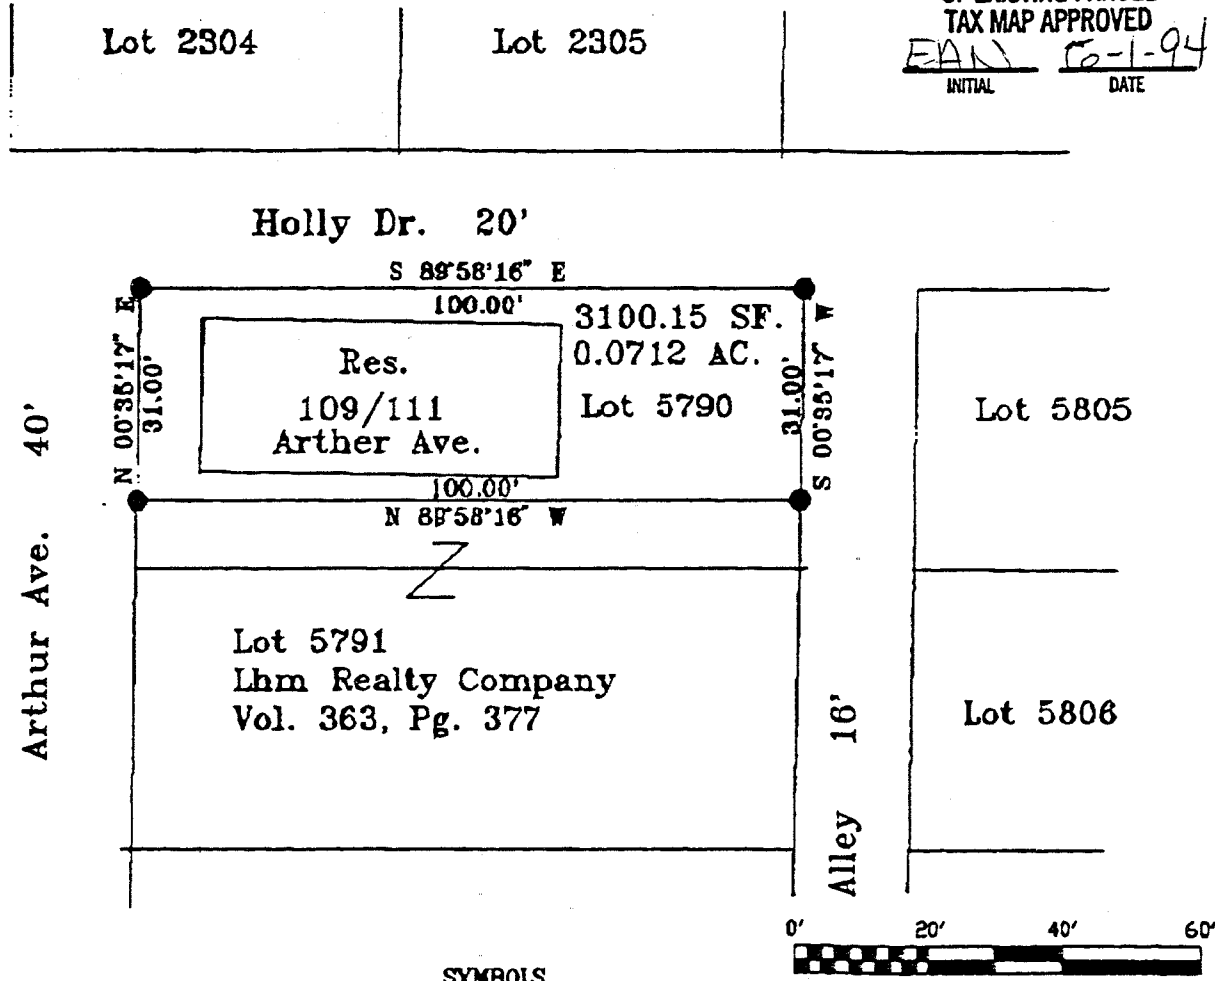 TAX MAP APPROVED
Lot 2304
Lot 2305
EAN
-1-94
INITIAL
DATE
Holly Dr. 20'
S 89°58'16" E
100.00'
3100.15 SF.
0.0712 AC.
Lot 5790
Res.
109/111
Arther Ave.
N 00°35'17" E
31.00'
31.00'
S 00°35'17" W
100.00'
N 89°58'16" W
Arthur Ave. 40'
Lot 5805
Z
Lot 5791
Lhm Realty Company
Vol. 363, Pg. 377
Alley 16'
Lot 5806
0' 20' 40' 60'
SYMBOLS